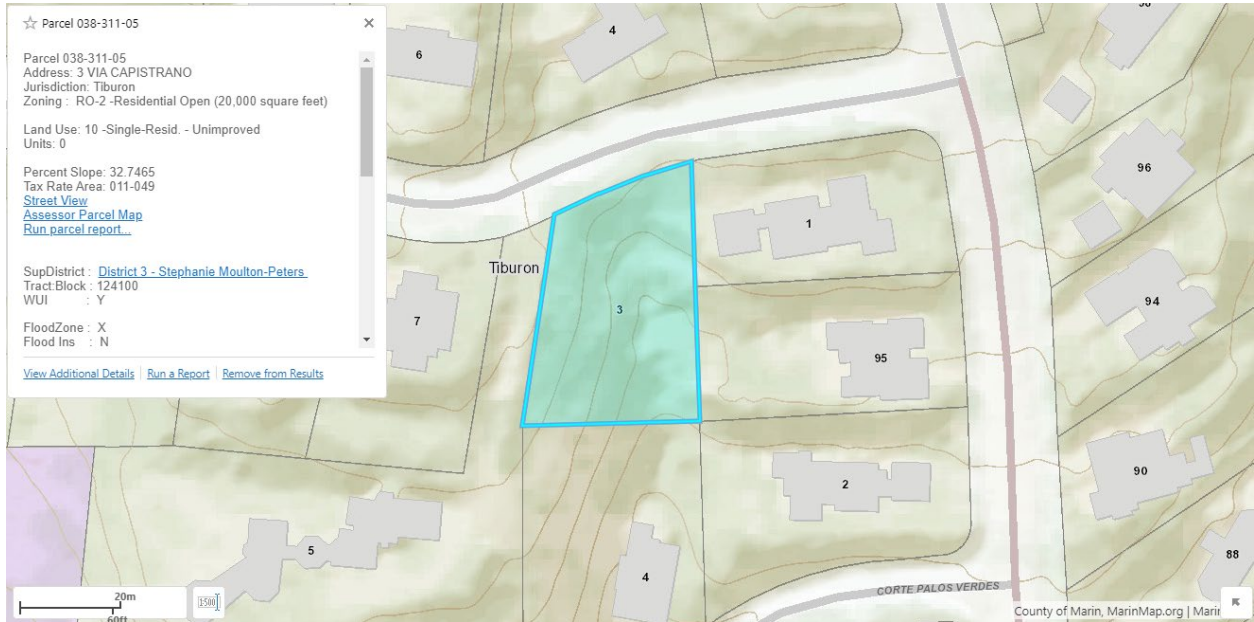 Parcel 038-311-05
Parcel 038-311-05
Address: 3 VIA CAPISTRANO
Jurisdiction: Tiburon
Zoning : RO-2 -Residential Open (20,000 square feet)
Land Use: 10 -Single-Resid. - Unimproved
Units: 0
Percent Slope: 32.7465
Tax Rate Area: 011-049
Street View
Assessor Parcel Map
Run parcel report...
SupDistrict : District 3 - Stephanie Moulton-Peters
Tract:Block : 124100
WUI : Y
FloodZone : X
Flood Ins : N
View Additional Details
Run a Report
Remove from Results
6
4
96
1
Tiburon
3
7
94
95
90
2
5
4
88
CORTE PALOS VERDES
20m
60ft
1:500
County of Marin, MarinMap.org |